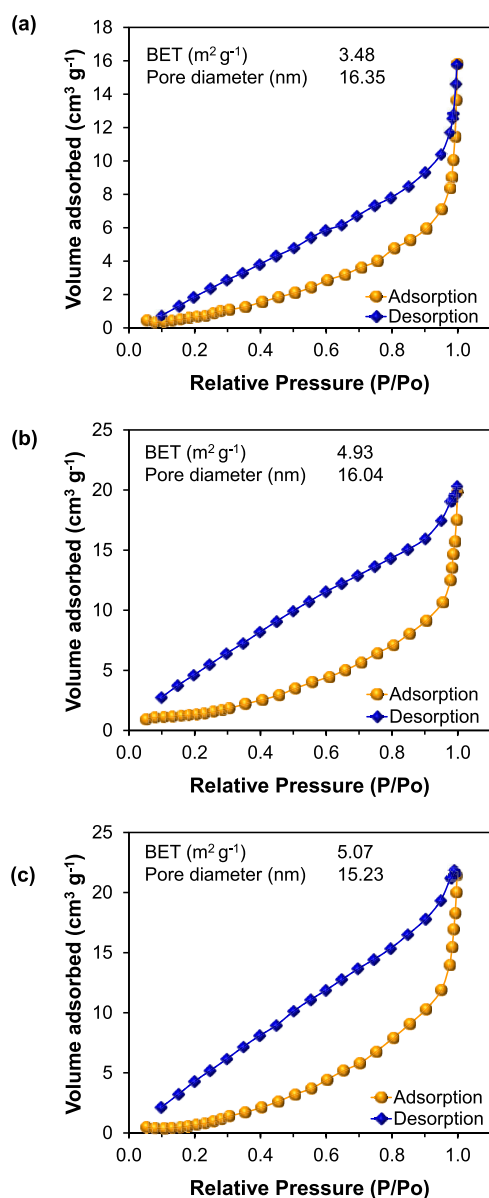 (a)
BET (m² g⁻¹) 3.48
Pore diameter (nm) 16.35
Volume adsorbed (cm³ g⁻¹)
18
16
14
12
10
8
6
4
2
0
Adsorption
Desorption
0.0 0.2 0.4 0.6 0.8 1.0
Relative Pressure (P/Po)
(b)
BET (m² g⁻¹) 4.93
Pore diameter (nm) 16.04
Volume adsorbed (cm³ g⁻¹)
25
20
15
10
5
0
Adsorption
Desorption
0.0 0.2 0.4 0.6 0.8 1.0
Relative Pressure (P/Po)
(c)
BET (m² g⁻¹) 5.07
Pore diameter (nm) 15.23
Volume adsorbed (cm³ g⁻¹)
25
20
15
10
5
0
Adsorption
Desorption
0.0 0.2 0.4 0.6 0.8 1.0
Relative Pressure (P/Po)